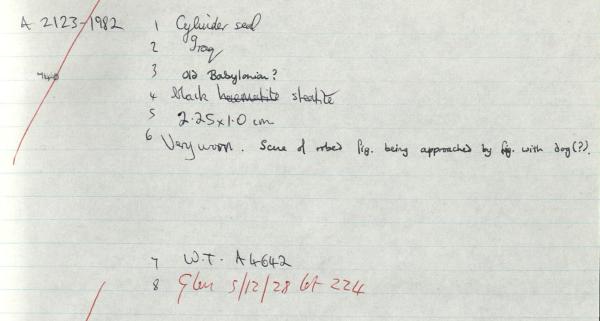 A 2123-1982 1 Cylinder seal
2 Iraq
3 Old Babylonian?
4 black haematite steatite
5 2.25x1.0 cm
6 Very worn. Scene of robed fig. being approached by fig. with dog(?).
7 W.T. A4642
8 Glen 5/12/28 lot 224